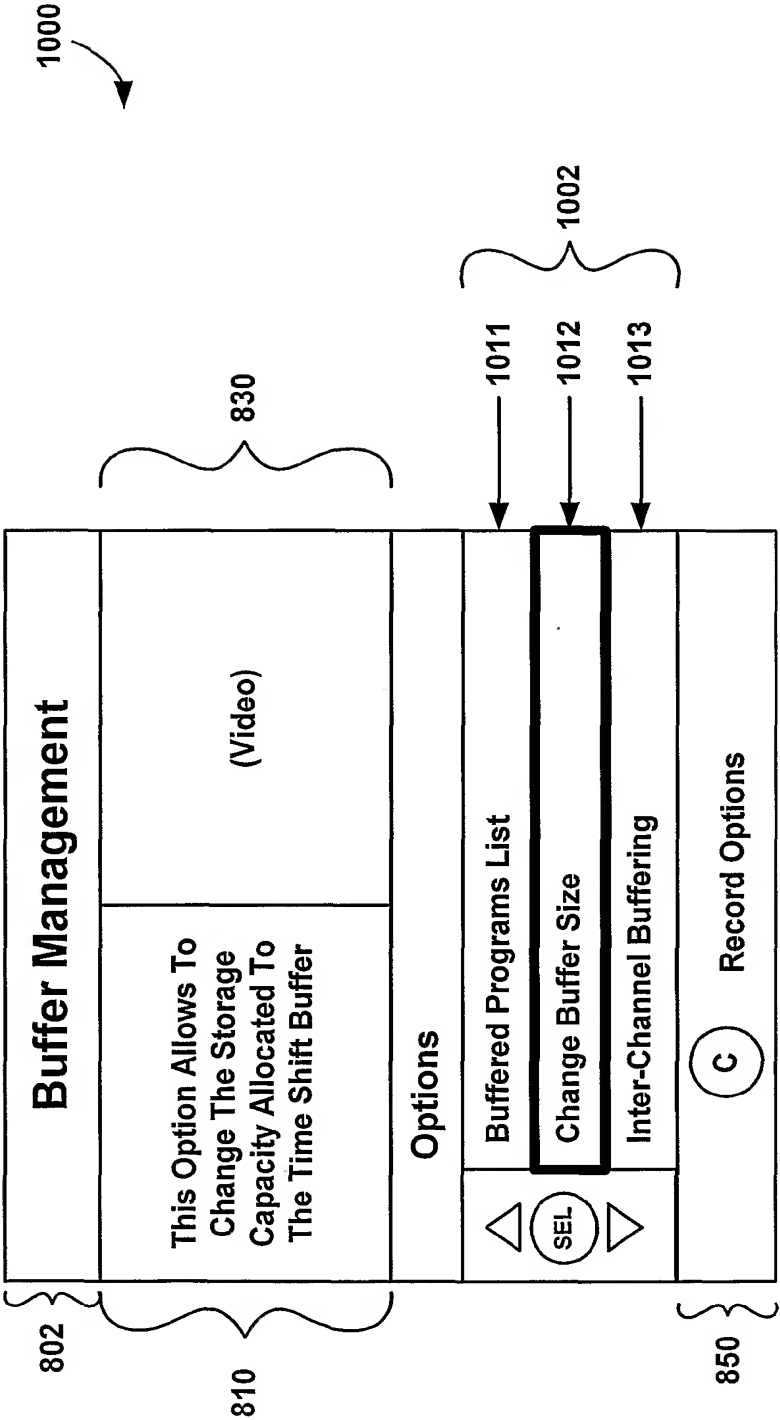 1000
Buffer Management
802
This Option Allows To
Change The Storage
Capacity Allocated To
The Time Shift Buffer
(Video)
810
830
Options
SEL
Buffered Programs List
Change Buffer Size
Inter-Channel Buffering
1011
1012
1013
1002
C
Record Options
850